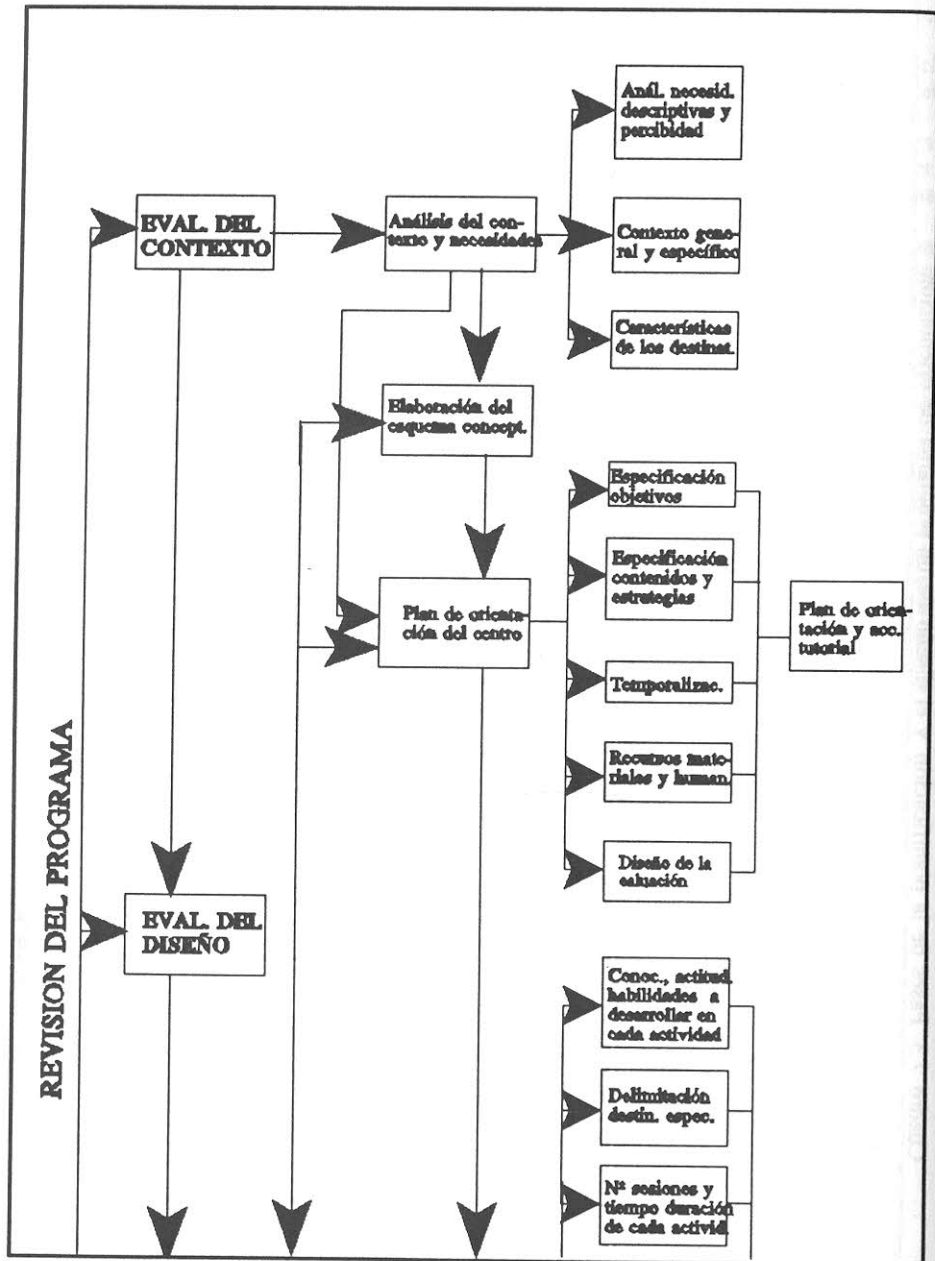 Anál. necesid.
descriptivas y
percibidad
EVAL. DEL
CONTEXTO
Análisis del con-
texto y necesidades
Contexto gene-
ral y específico
Características
de los destinat.
Elaboración del
esquema concept.
Especificación
objetivos
Especificación
contenidos y
estrategias
Plan de orienta-
ción del centro
Plan de orien-
tación y acc.
tutorial
Temporalizac.
Recursos mate-
riales y human.
Diseño de la
ealuación
REVISION DEL PROGRAMA
EVAL. DEL
DISEÑO
Conoc., actitud.
habilidades a
desarrollar en
cada actividad
Delimitación
destin. espec.
Nº sesiones y
tiempo duración
de cada activid.